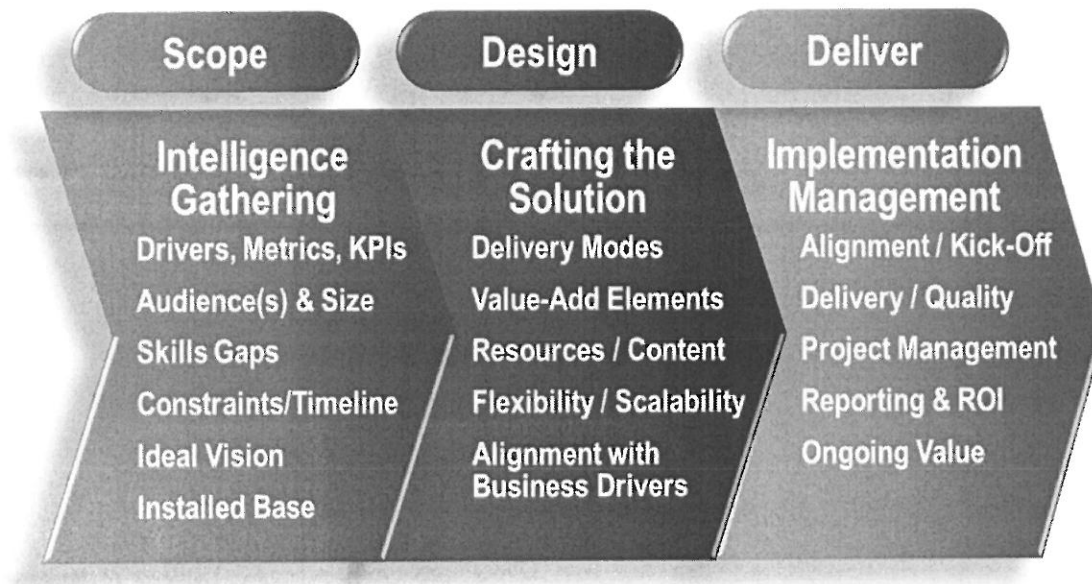 Scope
Intelligence
Gathering
Drivers, Metrics, KPIs
Audience(s) & Size
Skills Gaps
Constraints/Timeline
Ideal Vision
Installed Base
Design
Crafting the
Solution
Delivery Modes
Value-Add Elements
Resources / Content
Flexibility / Scalability
Alignment with
Business Drivers
Deliver
Implementation
Management
Alignment / Kick-Off
Delivery / Quality
Project Management
Reporting & ROI
Ongoing Value